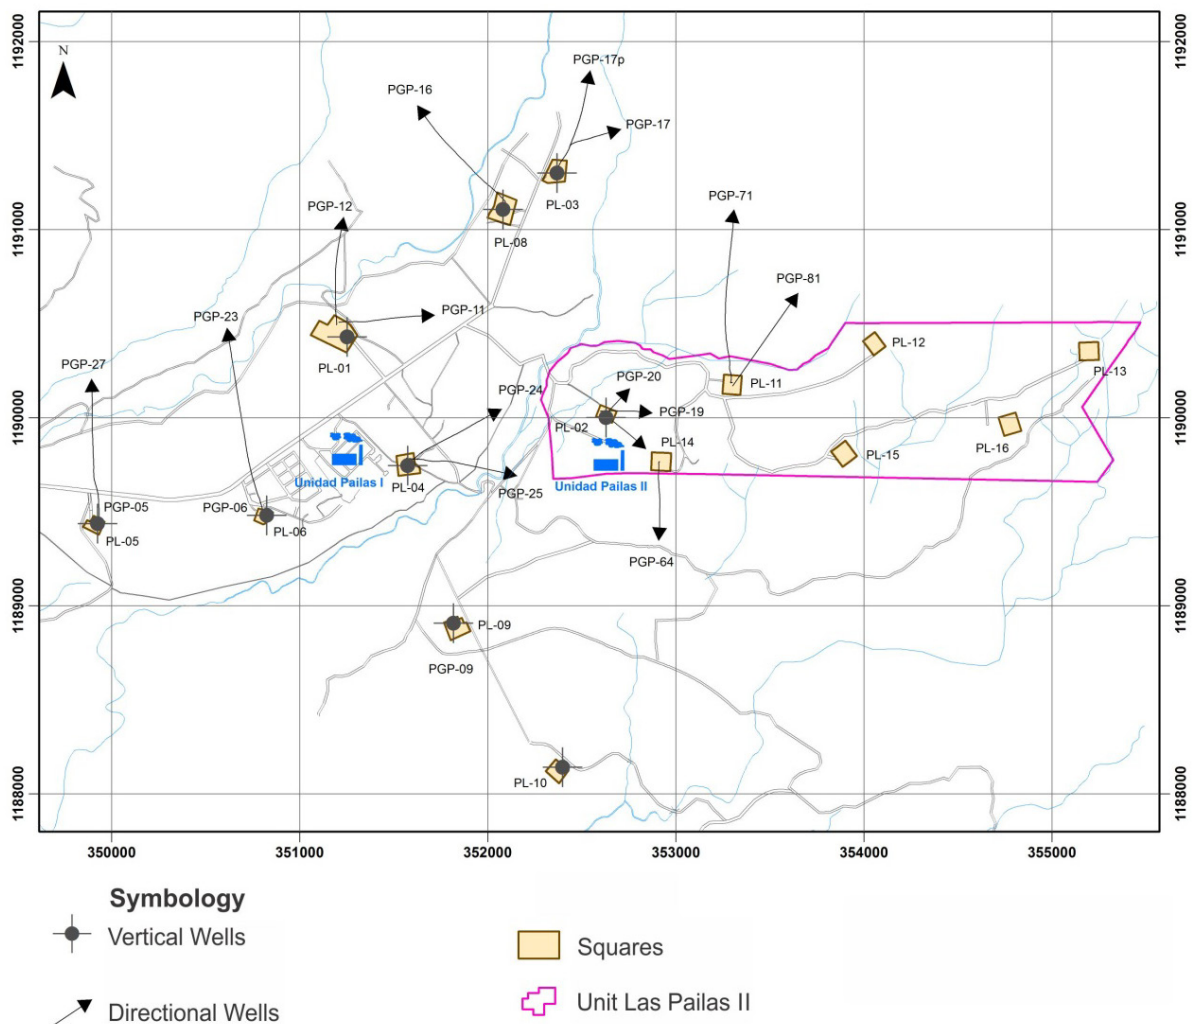 1192000
1192000
N
PGP-17p
PGP-16
PGP-17
PL-03
PGP-71
PGP-12
1191000
1191000
PL-08
PGP-81
PGP-11
PGP-23
PL-12
PL-01
PGP-27
PL-13
PGP-20
PL-11
PGP-24
PGP-19
1190000
1190000
PL-02
PL-14
PL-16
PL-15
Unidad Pailas I
PL-04
Unidad Pailas II
PGP-25
PGP-05
PGP-06
PL-06
PL-05
PGP-64
1189000
1189000
PL-09
PGP-09
PL-10
1188000
1188000
350000
351000
352000
353000
354000
355000
Symbology
Vertical Wells
Squares
Directional Wells
Unit Las Pailas II